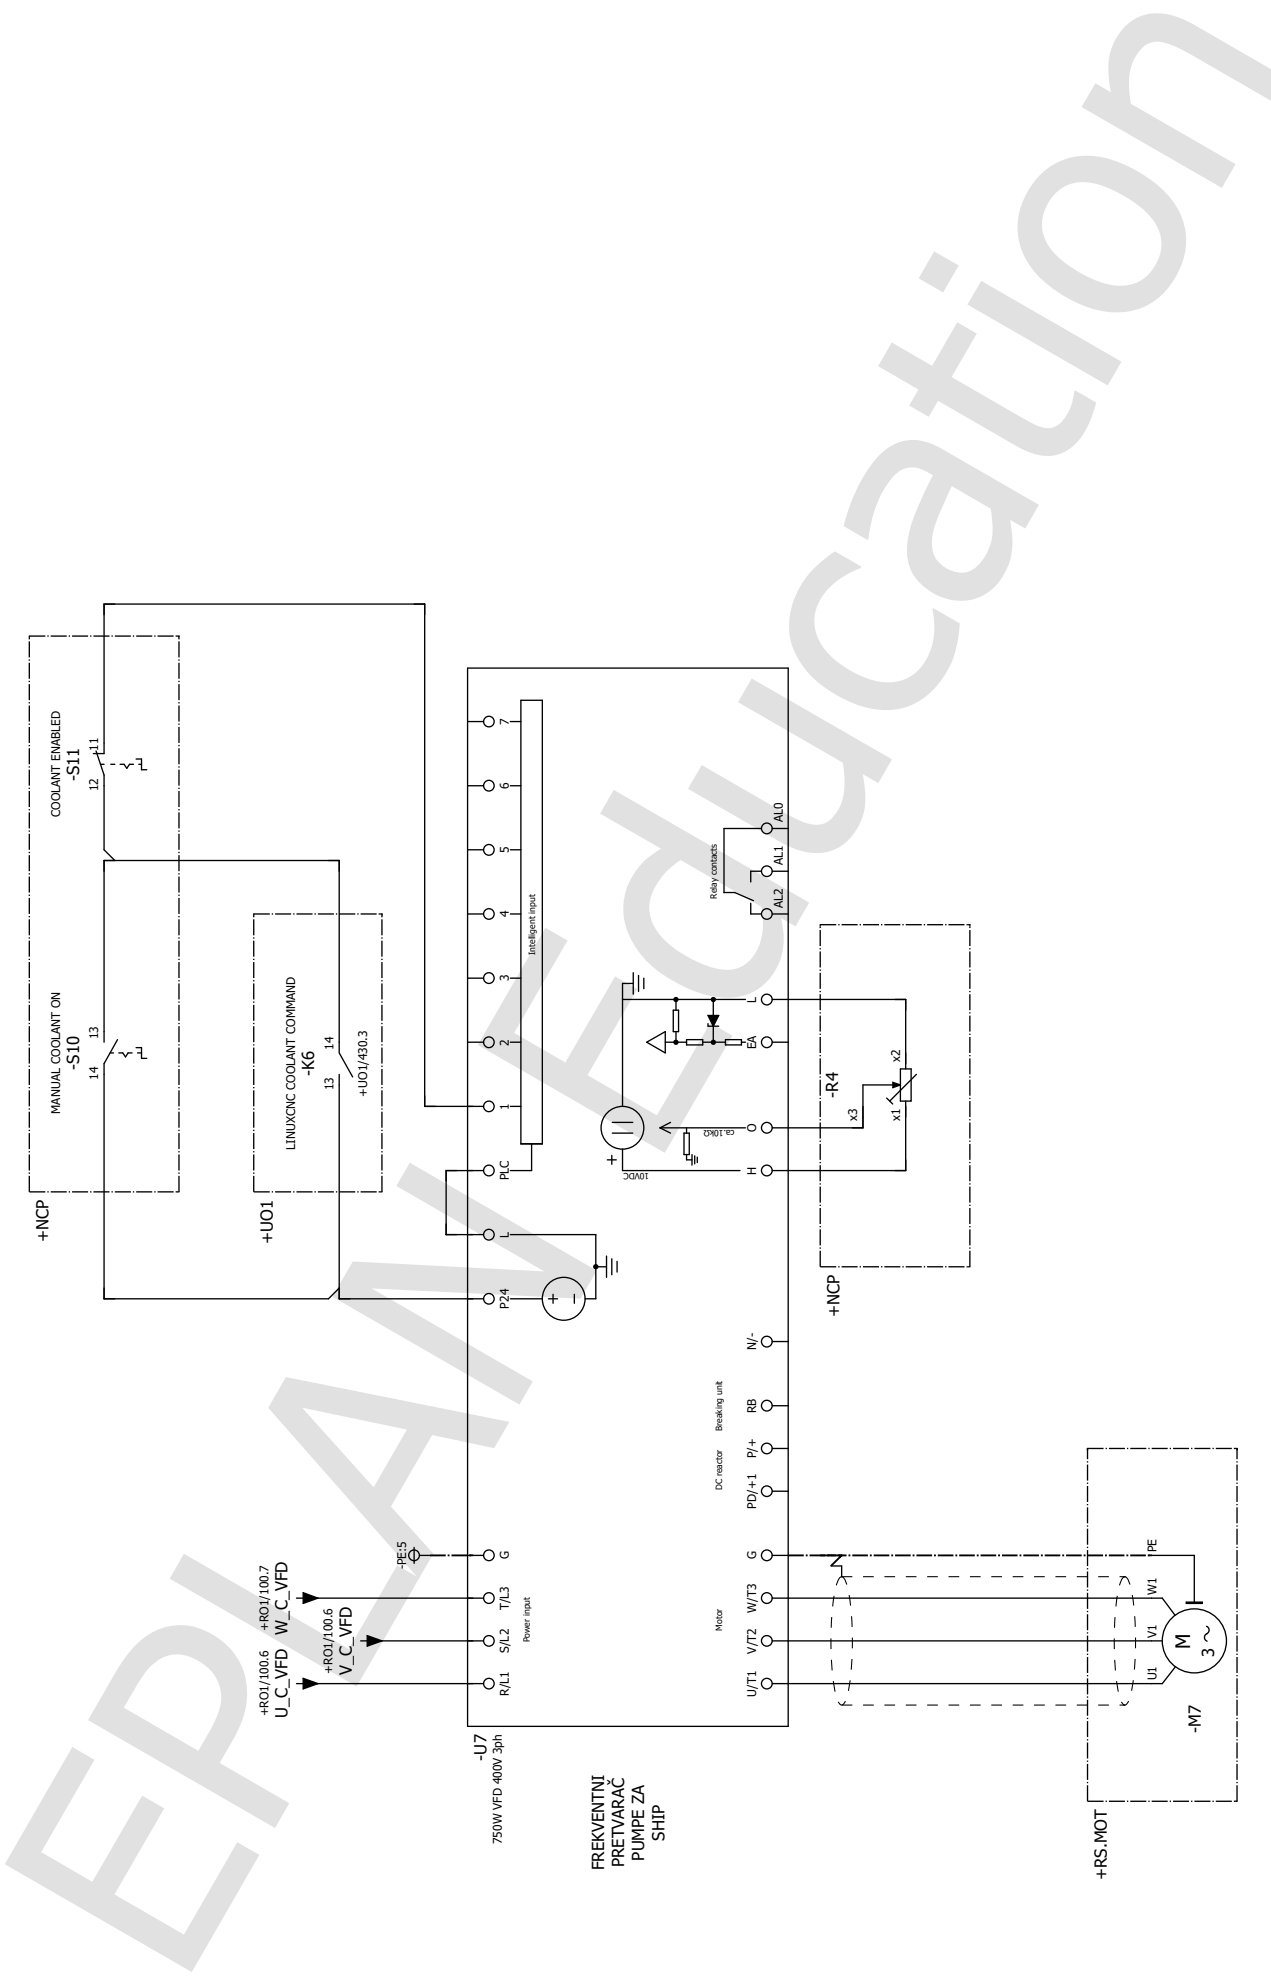 EPLAN Education
+NCP
MANUAL COOLANT ON
-S10
14
13
COOLANT ENABLED
-S11
12
11
+UO1
LINUXCNC COOLANT COMMAND
-K6
13
14
+UO1/430.3
+RO1/100.6
U_C_VFD
+RO1/100.6
V_C_VFD
+RO1/100.7
W_C_VFD
-PE:5
-U7
750W VFD 400V 3ph
R/L1
S/L2
T/L3
G
P24
L
PLC
1
2
3
4
5
6
7
Power input
Intelligent input
FREKVENTNI
PRETVARAČ
PUMPE ZA
SHIP
+
−
10VDC
+
ca.10kΩ
Relay contacts
Motor
DC reactor
Breaking unit
U/T1
V/T2
W/T3
G
PD/+1
P/+
RB
N/-
H
O
EA
L
AL2
AL1
AL0
+NCP
-R4
x3
x1
x2
+RS.MOT
U1
V1
W1
PE
-M7
M
3 ~